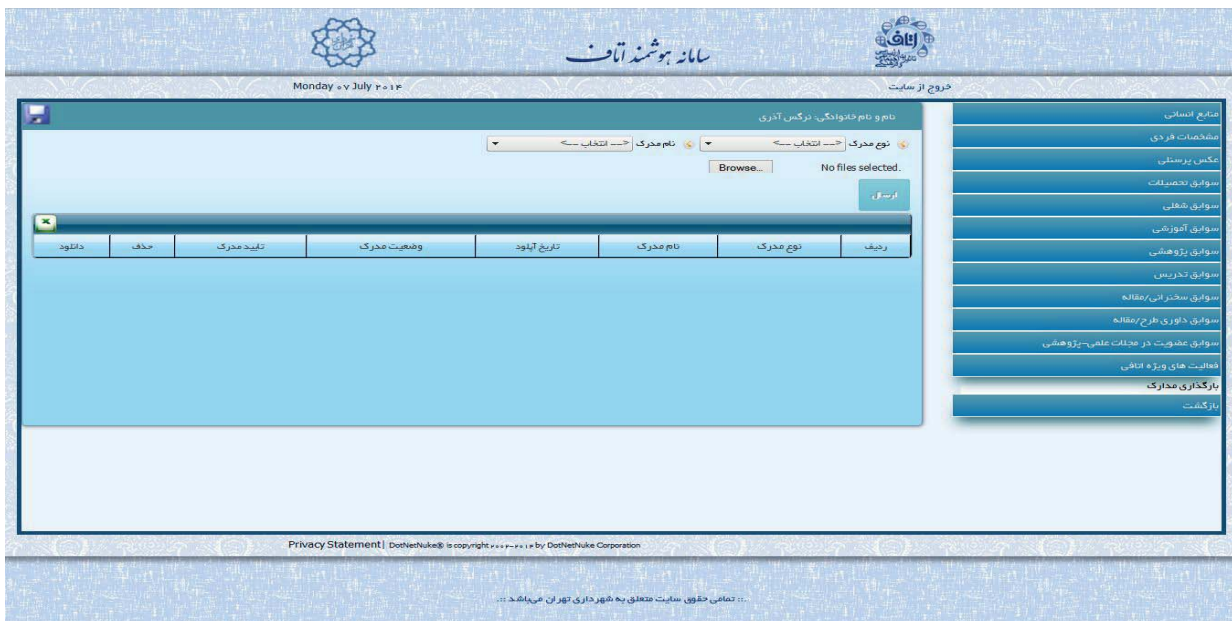 اتاف
سامانه هوشمند اتاف
خروج از سایت
Monday ۰۷ July ۲۰۱۴
منابع انسانی
مشخصات فردی
عکس پرسنلی
سوابق تحصیلات
سوابق شغلی
سوابق آموزشی
سوابق پژوهشی
سوابق تدریس
سوابق سخنرانی/مقاله
سوابق داوری طرح/مقاله
سوابق عضویت در مجلات علمی-پژوهشی
فعالیت های ویژه اتافی
بارگذاری مدارک
بازگشت
نام و نام خانوادگی: نرگس آذری
نوع مدرک <-- انتخاب --> نام مدرک <-- انتخاب -->
Browse... No files selected.
ارسال
ردیف نوع مدرک نام مدرک تاریخ آپلود وضعیت مدرک تایید مدرک حذف دانلود
Privacy Statement | DotNetNuke® is copyright ۲۰۰۲-۲۰۱۴ by DotNetNuke Corporation
.:: تمامی حقوق سایت متعلق به شهرداری تهران میباشد ::.